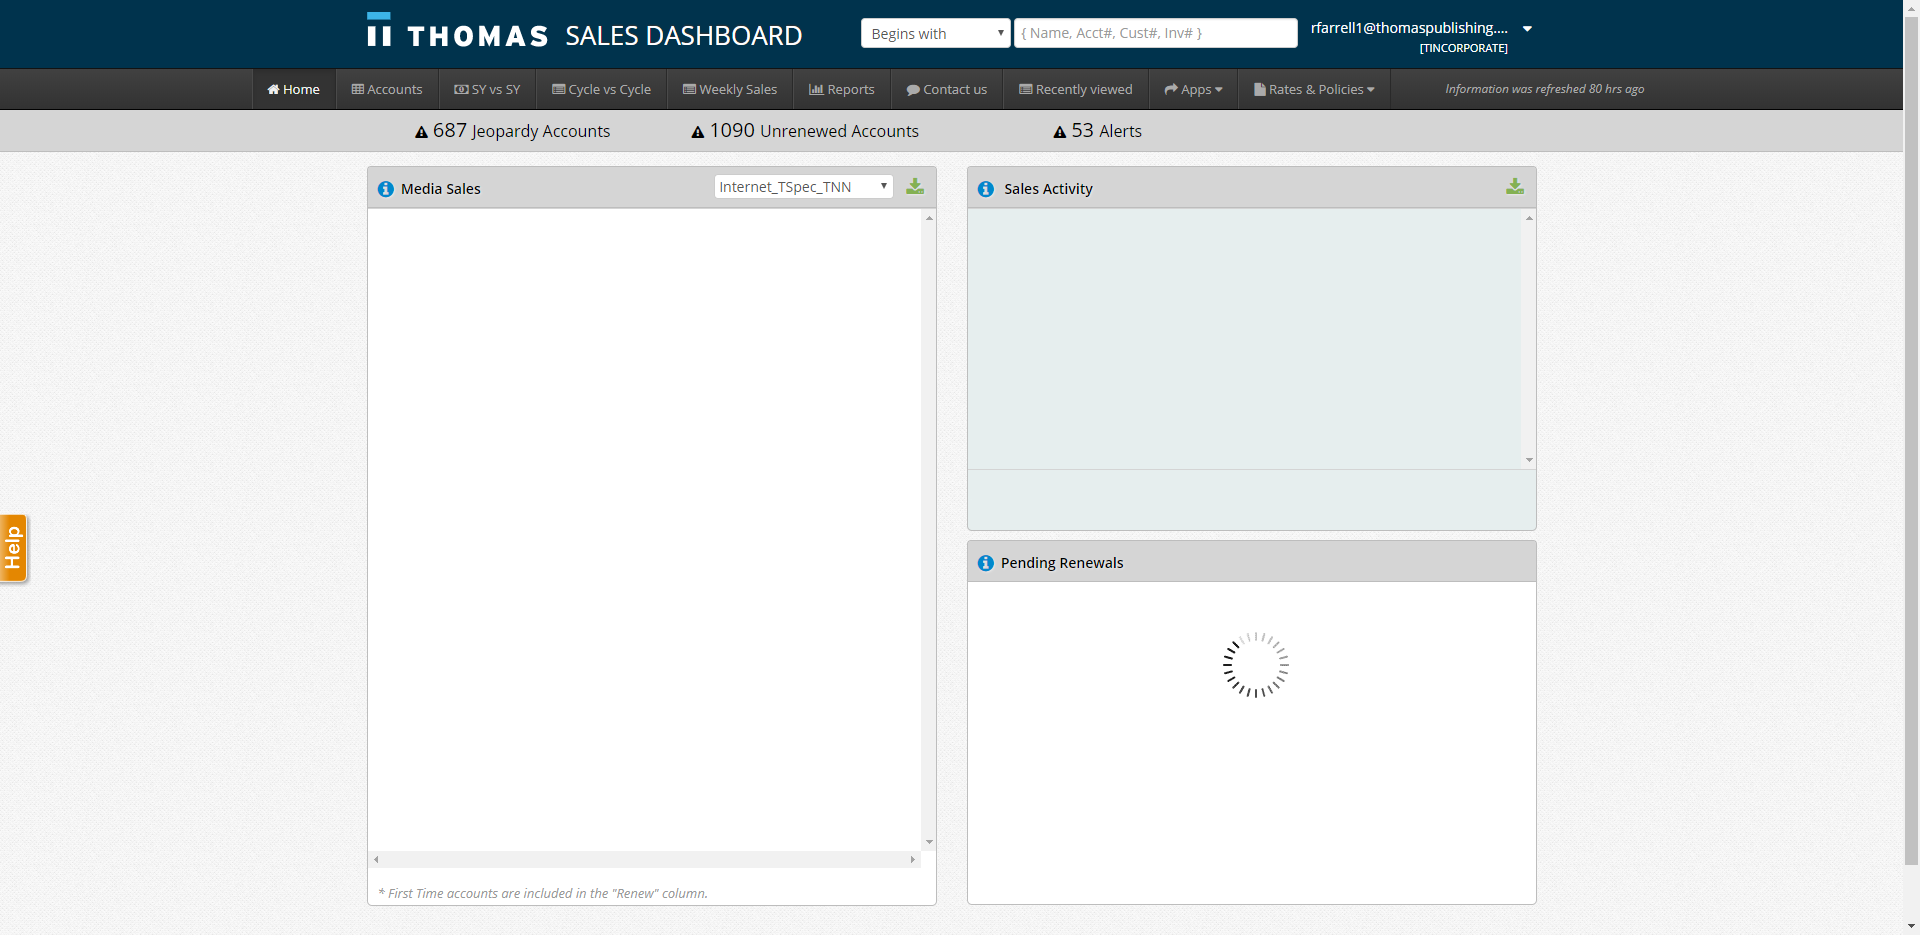 THOMAS SALES DASHBOARD
Begins with
{ Name, Acct#, Cust#, Inv# }
rfarrell1@thomaspublishing....
[TINCORPORATE]
Home Accounts SY vs SY Cycle vs Cycle Weekly Sales Reports Contact us Recently viewed Apps Rates & Policies Information was refreshed 80 hrs ago
687 Jeopardy Accounts 1090 Unrenewed Accounts 53 Alerts
Media Sales Internet_TSpec_TNN
Sales Activity
Help
Pending Renewals
* First Time accounts are included in the "Renew" column.